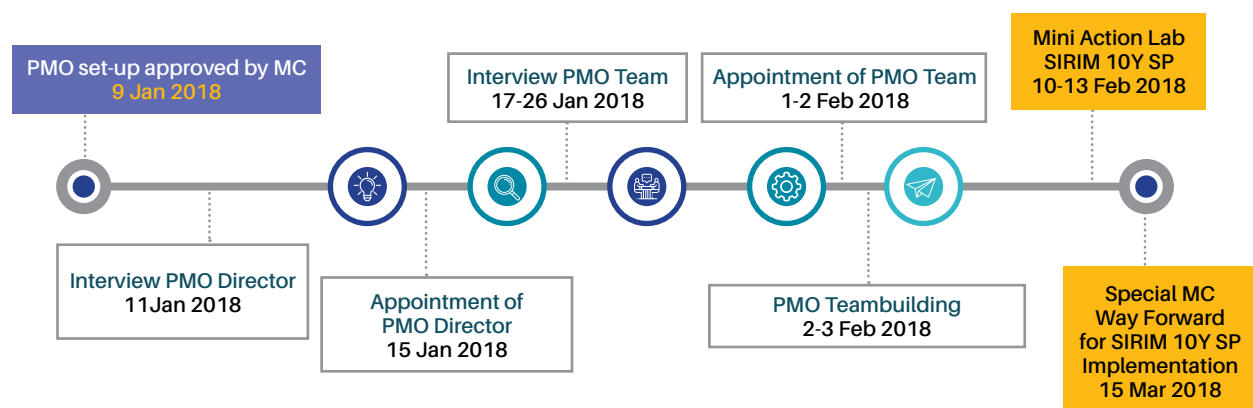 PMO set-up approved by MC
9 Jan 2018
Interview PMO Director
11Jan 2018
Appointment of
PMO Director
15 Jan 2018
Interview PMO Team
17-26 Jan 2018
Appointment of PMO Team
1-2 Feb 2018
PMO Teambuilding
2-3 Feb 2018
Mini Action Lab
SIRIM 10Y SP
10-13 Feb 2018
Special MC
Way Forward
for SIRIM 10Y SP
Implementation
15 Mar 2018